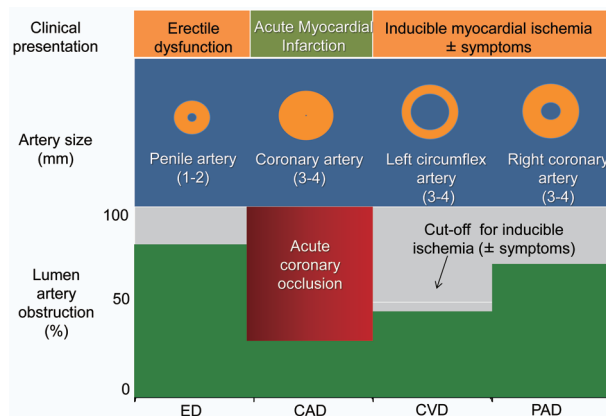 Clinical
presentation
Erectile
dysfunction
Acute Myocardial
Infarction
Inducible myocardial ischemia
± symptoms
Artery size
(mm)
Penile artery
(1-2)
Coronary artery
(3-4)
Left circumflex
artery
(3-4)
Right coronary
artery
(3-4)
Lumen
artery
obstruction
(%)
100
50
0
Acute
coronary
occlusion
Cut-off for inducible
ischemia (± symptoms)
ED
CAD
CVD
PAD